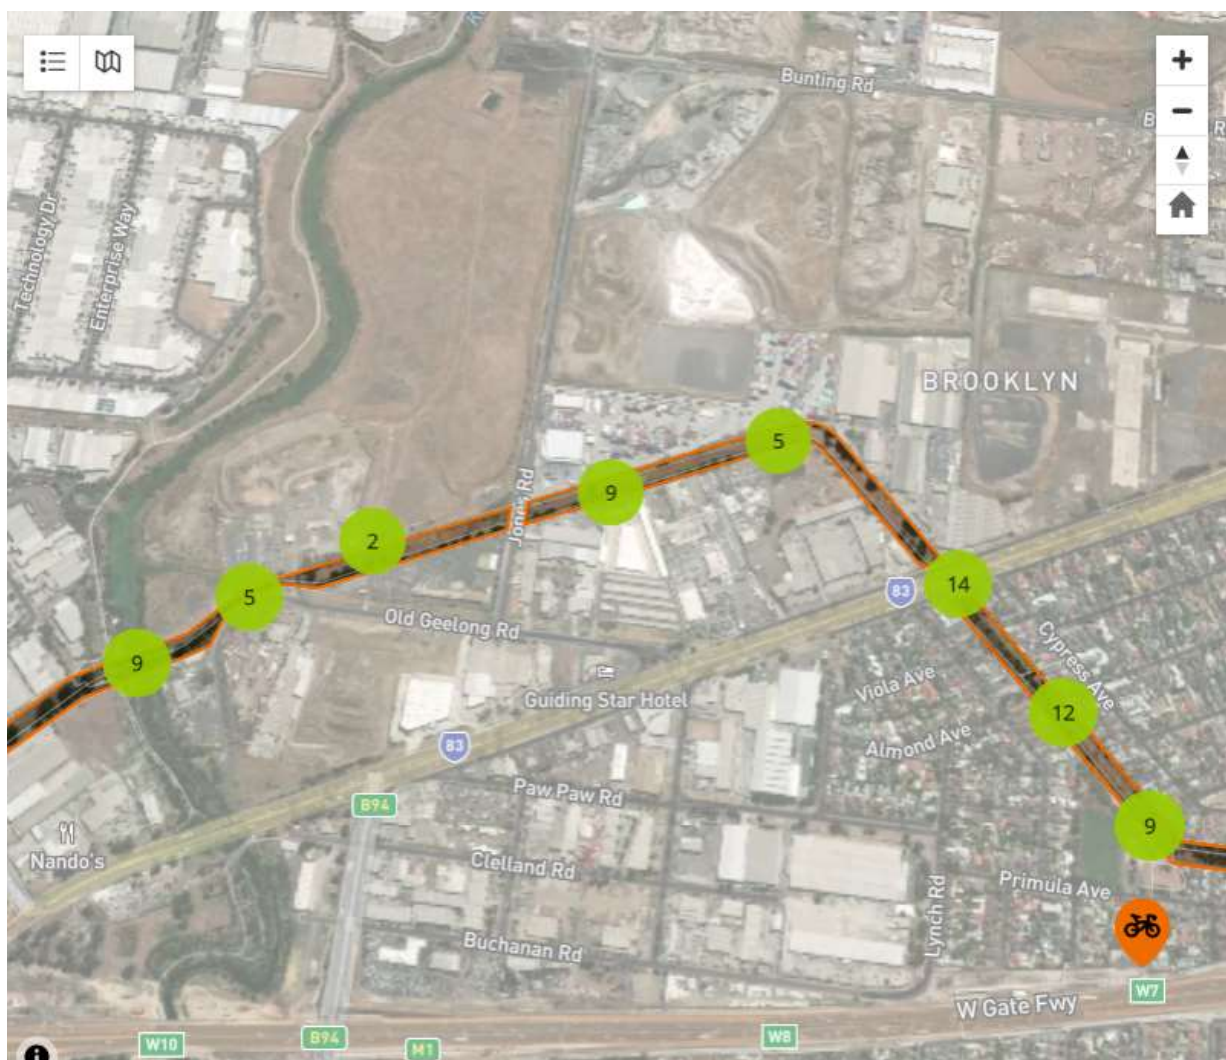 Bunting Rd
Technology Dr
Enterprise Way
BROOKLYN
5
9
Jones Rd
2
14
83
5
Old Geelong Rd
Cypress Ave
9
Guiding Star Hotel
Viola Ave
12
83
Almond Ave
Paw Paw Rd
B94
9
Nando's
Clelland Rd
Primula Ave
Lynch Rd
Buchanan Rd
W7
W Gate Fwy
W10
B94
M1
W8